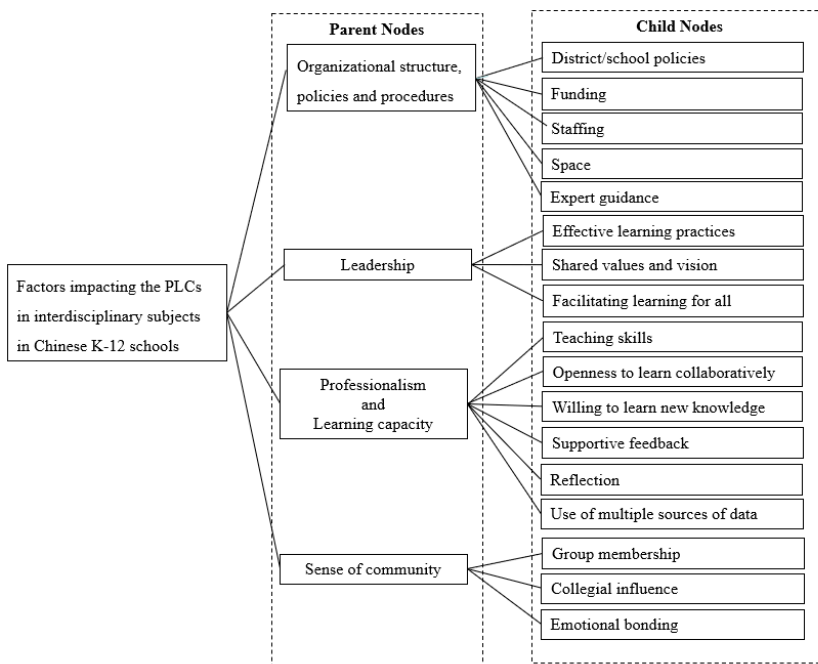 Parent Nodes
Child Nodes
Factors impacting the PLCs
in interdisciplinary subjects
in Chinese K-12 schools
Organizational structure,
policies and procedures
District/school policies
Funding
Staffing
Space
Expert guidance
Leadership
Effective learning practices
Shared values and vision
Facilitating learning for all
Professionalism
and
Learning capacity
Teaching skills
Openness to learn collaboratively
Willing to learn new knowledge
Supportive feedback
Reflection
Use of multiple sources of data
Sense of community
Group membership
Collegial influence
Emotional bonding